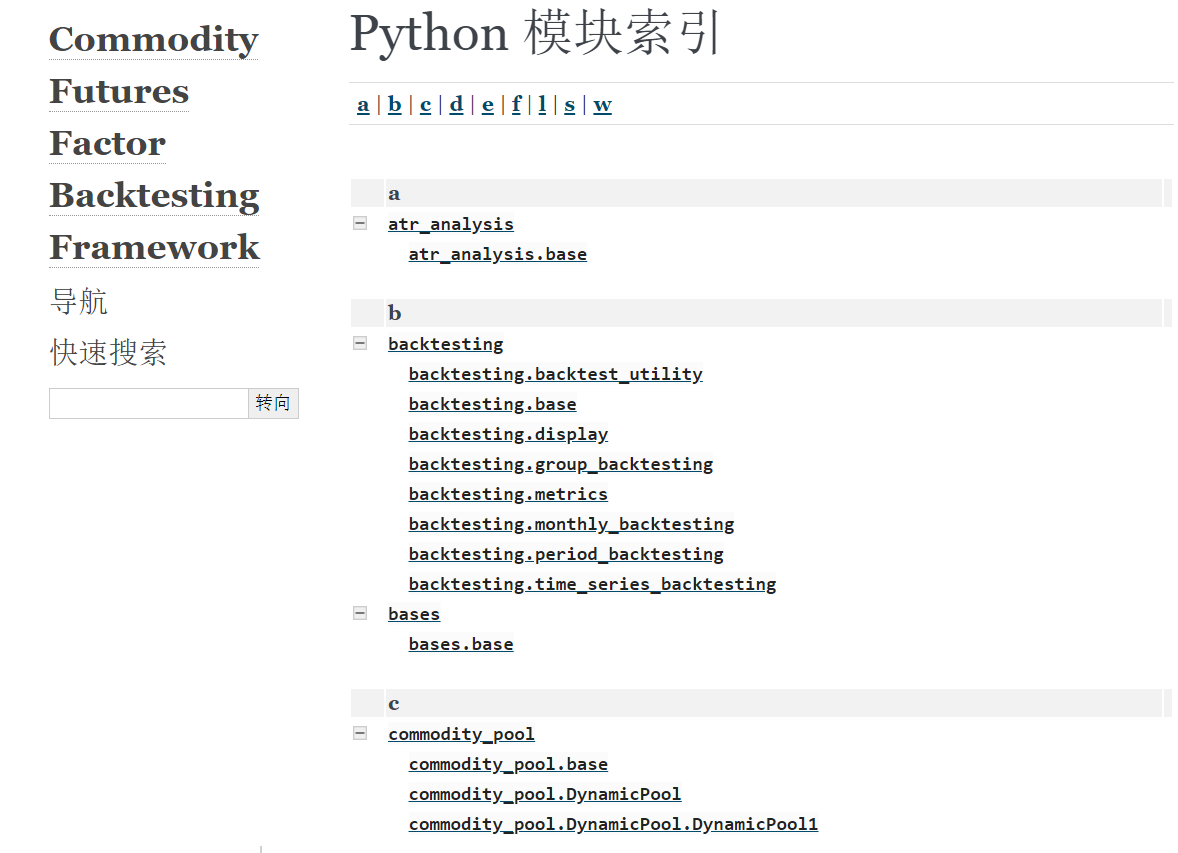 Commodity
Futures
Factor
Backtesting
Framework
导航
快速搜索
转向
Python 模块索引
a | b | c | d | e | f | l | s | w
a
atr_analysis
atr_analysis.base
b
backtesting
backtesting.backtest_utility
backtesting.base
backtesting.display
backtesting.group_backtesting
backtesting.metrics
backtesting.monthly_backtesting
backtesting.period_backtesting
backtesting.time_series_backtesting
bases
bases.base
c
commodity_pool
commodity_pool.base
commodity_pool.DynamicPool
commodity_pool.DynamicPool.DynamicPool1